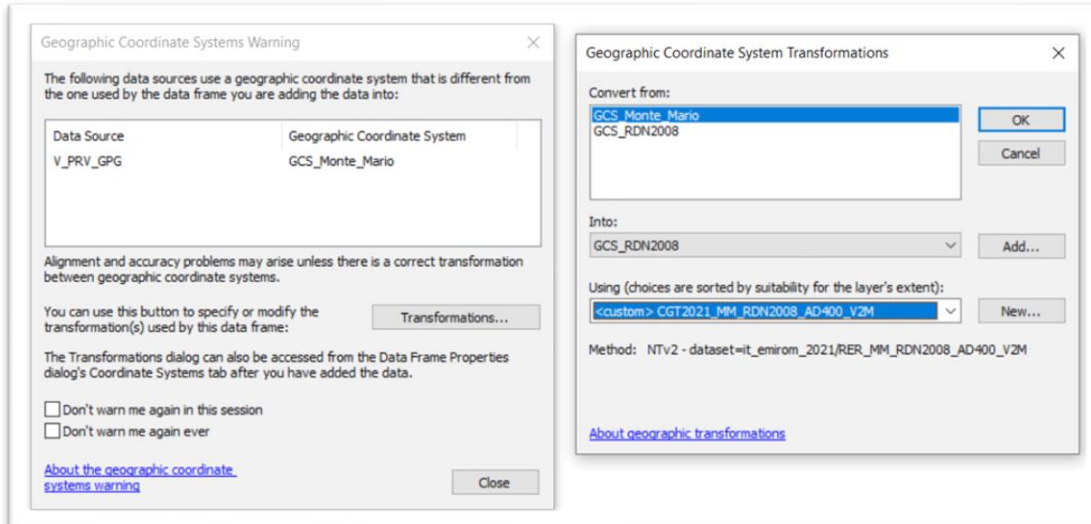 Geographic Coordinate Systems Warning
The following data sources use a geographic coordinate system that is different from
the one used by the data frame you are adding the data into:
Data Source
Geographic Coordinate System
V_PRV_GPG
GCS_Monte_Mario
Alignment and accuracy problems may arise unless there is a correct transformation
between geographic coordinate systems.
You can use this button to specify or modify the
transformation(s) used by this data frame:
Transformations...
The Transformations dialog can also be accessed from the Data Frame Properties
dialog's Coordinate Systems tab after you have added the data.
Don't warn me again in this session
Don't warn me again ever
About the geographic coordinate
systems warning
Close
Geographic Coordinate System Transformations
Convert from:
GCS_Monte_Mario
GCS_RDN2008
OK
Cancel
Into:
GCS_RDN2008
Add...
Using (choices are sorted by suitability for the layer's extent):
<custom> CGT2021_MM_RDN2008_AD400_V2M
New...
Method: NTv2 - dataset=it_emirom_2021/RER_MM_RDN2008_AD400_V2M
About geographic transformations